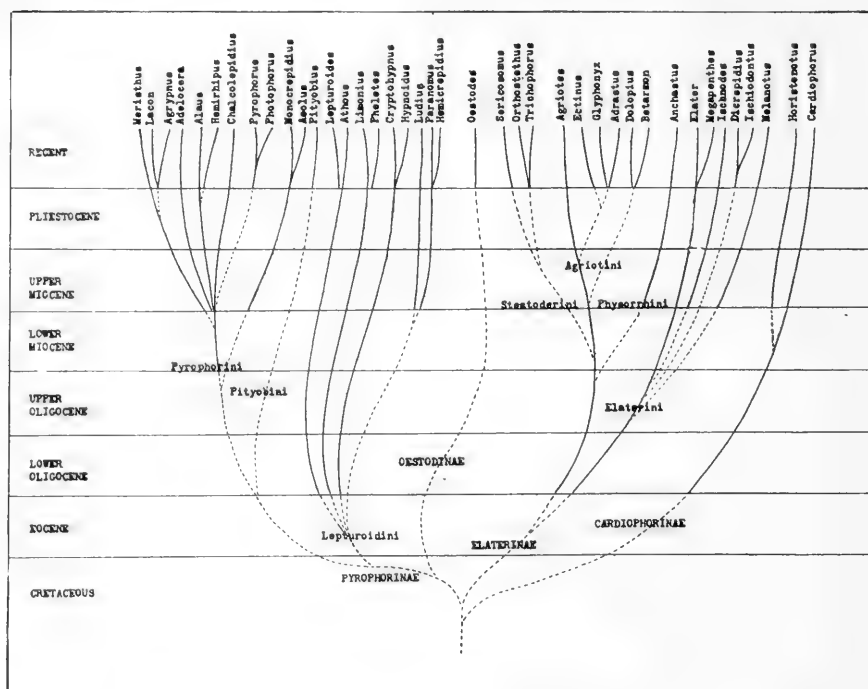 Meristhus
Lacon
Agrypnus
Adelocera
Alaus
Hemirhipus
Chalcolepidius
Pyrophorus
Photophorus
Monocrepidius
Aeolus
Pityobius
Lepturoides
Athous
Limonius
Pheletes
Cryptohypnus
Hypnoidus
Ludius
Paranomus
Hemicrepidius
Oestodes
Sericosomus
Orthostethus
Trichophorus
Agriotes
Ectinus
Glyphonyx
Adrastus
Dolopius
Betarmon
Anchastus
Elater
Megapenthes
Ischnodes
Dicrepidius
Ischiodontus
Melanotus
Horistonotus
Cardiophorus
RECENT
PLIESTOCENE
Agriotini
UPPER
MIOCENE
Steatoderini
Physorhini
LOWER
MIOCENE
Pyrophorini
Pityobini
UPPER
OLIGOCENE
Elaterini
LOWER
OLIGOCENE
OESTODINAE
EOCENE
CARDIOPHORINAE
Lepturoidini
ELATERINAE
PYROPHORINAE
CRETACEOUS